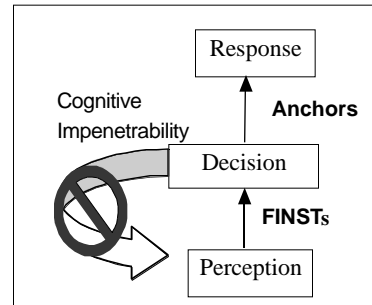 Response
Cognitive
Impenetrability
Anchors
Decision
FINSTs
Perception